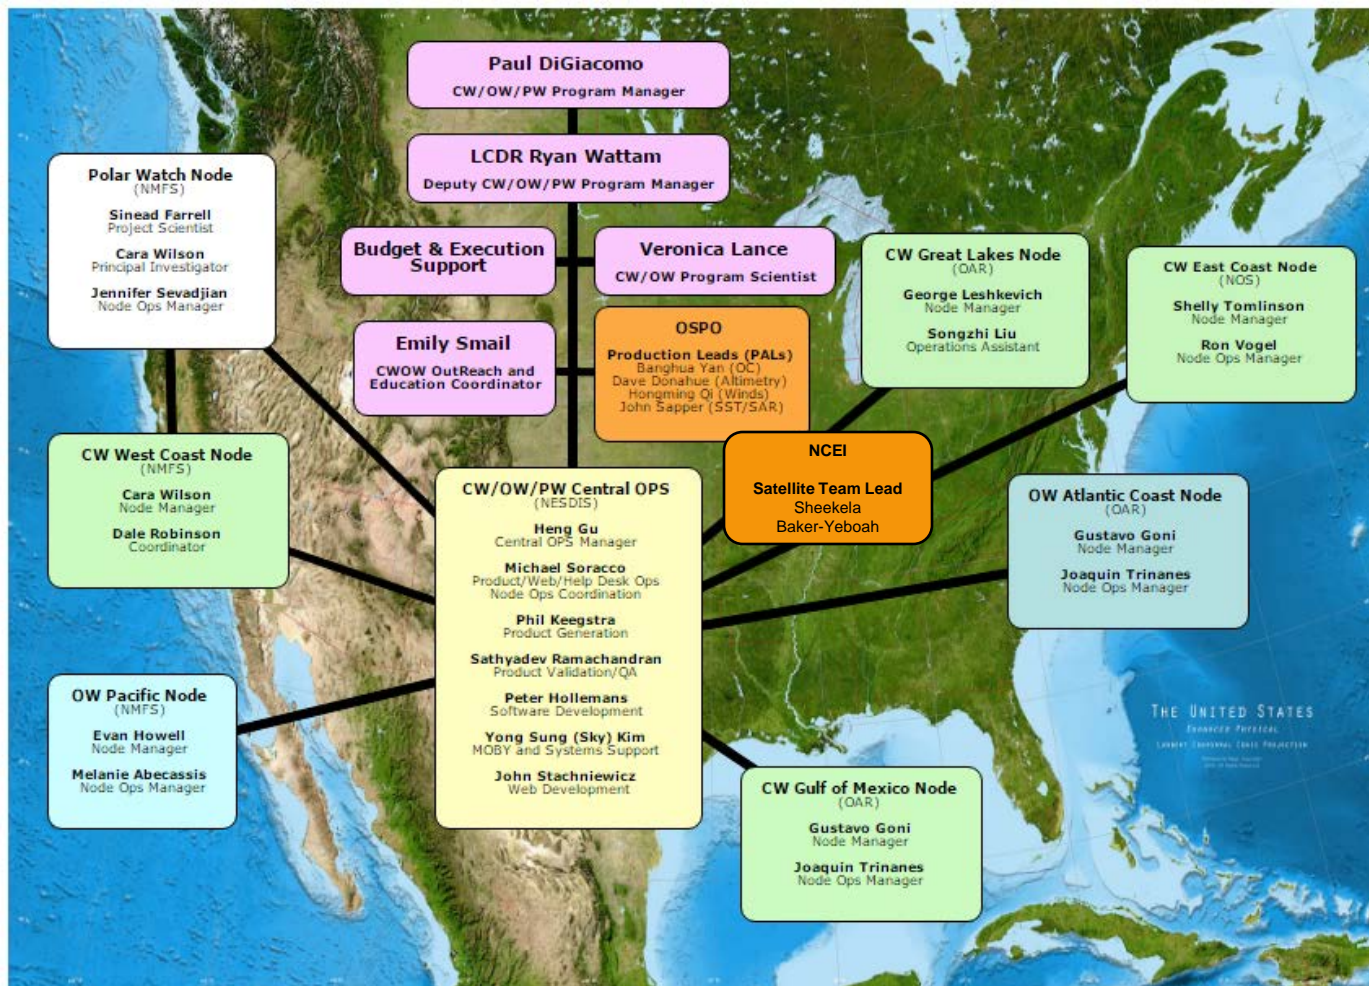 Paul DiGiacomo
CW/OW/PW Program Manager
LCDR Ryan Wattam
Deputy CW/OW/PW Program Manager
Budget & Execution
Support
Veronica Lance
CW/OW Program Scientist
Emily Smail
CWOW OutReach and
Education Coordinator
OSPO
Production Leads (PALs)
Banghua Yan (OC)
Dave Donahue (Altimetry)
Hongming Qi (Winds)
John Sapper (SST/SAR)
Polar Watch Node
(NMFS)
Sinead Farrell
Project Scientist
Cara Wilson
Principal Investigator
Jennifer Sevadjian
Node Ops Manager
CW Great Lakes Node
(OAR)
George Leshkevich
Node Manager
Songzhi Liu
Operations Assistant
CW East Coast Node
(NOS)
Shelly Tomlinson
Node Manager
Ron Vogel
Node Ops Manager
NCEI
Satellite Team Lead
Sheekela
Baker-Yeboah
CW West Coast Node
(NMFS)
Cara Wilson
Node Manager
Dale Robinson
Coordinator
CW/OW/PW Central OPS
(NESDIS)
Heng Gu
Central OPS Manager
Michael Soracco
Product/Web/Help Desk Ops
Node Ops Coordination
Phil Keegstra
Product Generation
Sathyadev Ramachandran
Product Validation/QA
Peter Hollemans
Software Development
Yong Sung (Sky) Kim
MOBY and Systems Support
John Stachniewicz
Web Development
OW Atlantic Coast Node
(OAR)
Gustavo Goni
Node Manager
Joaquin Trinanes
Node Ops Manager
OW Pacific Node
(NMFS)
Evan Howell
Node Manager
Melanie Abecassis
Node Ops Manager
CW Gulf of Mexico Node
(OAR)
Gustavo Goni
Node Manager
Joaquin Trinanes
Node Ops Manager
THE UNITED STATES
ENHANCED PHYSICAL
LAMBERT CONFORMAL CONIC PROJECTION